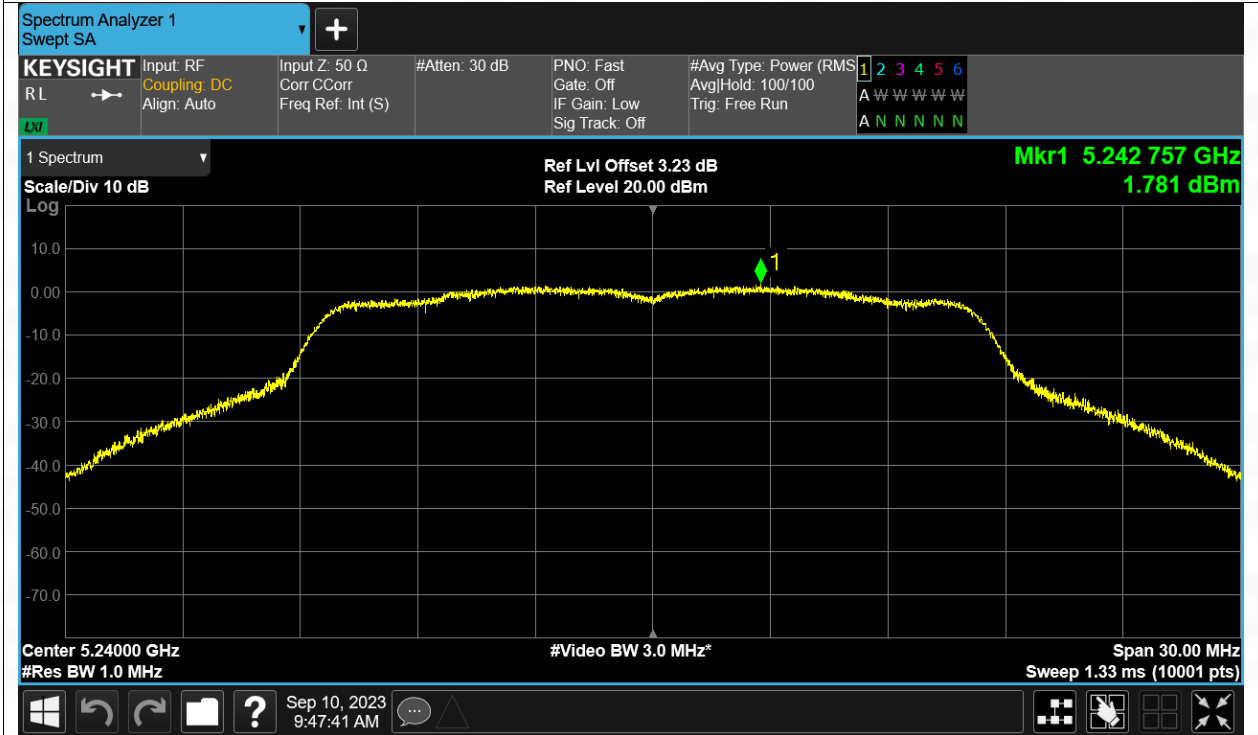 Spectrum Analyzer 1
Swept SA
+
KEYSIGHT
R L
LXI
Input: RF
Coupling: DC
Align: Auto
Input Z: 50 Ω
Corr CCorr
Freq Ref: Int (S)
#Atten: 30 dB
PNO: Fast
Gate: Off
IF Gain: Low
Sig Track: Off
#Avg Type: Power (RMS
Avg|Hold: 100/100
Trig: Free Run
1 2 3 4 5 6
A W W W W W
A N N N N N
1 Spectrum
Scale/Div 10 dB
Log
Ref Lvl Offset 3.23 dB
Ref Level 20.00 dBm
Mkr1 5.242 757 GHz
1.781 dBm
10.0
0.00
-10.0
-20.0
-30.0
-40.0
-50.0
-60.0
-70.0
1
Center 5.24000 GHz
#Res BW 1.0 MHz
#Video BW 3.0 MHz*
Span 30.00 MHz
Sweep 1.33 ms (10001 pts)
?
Sep 10, 2023
9:47:41 AM